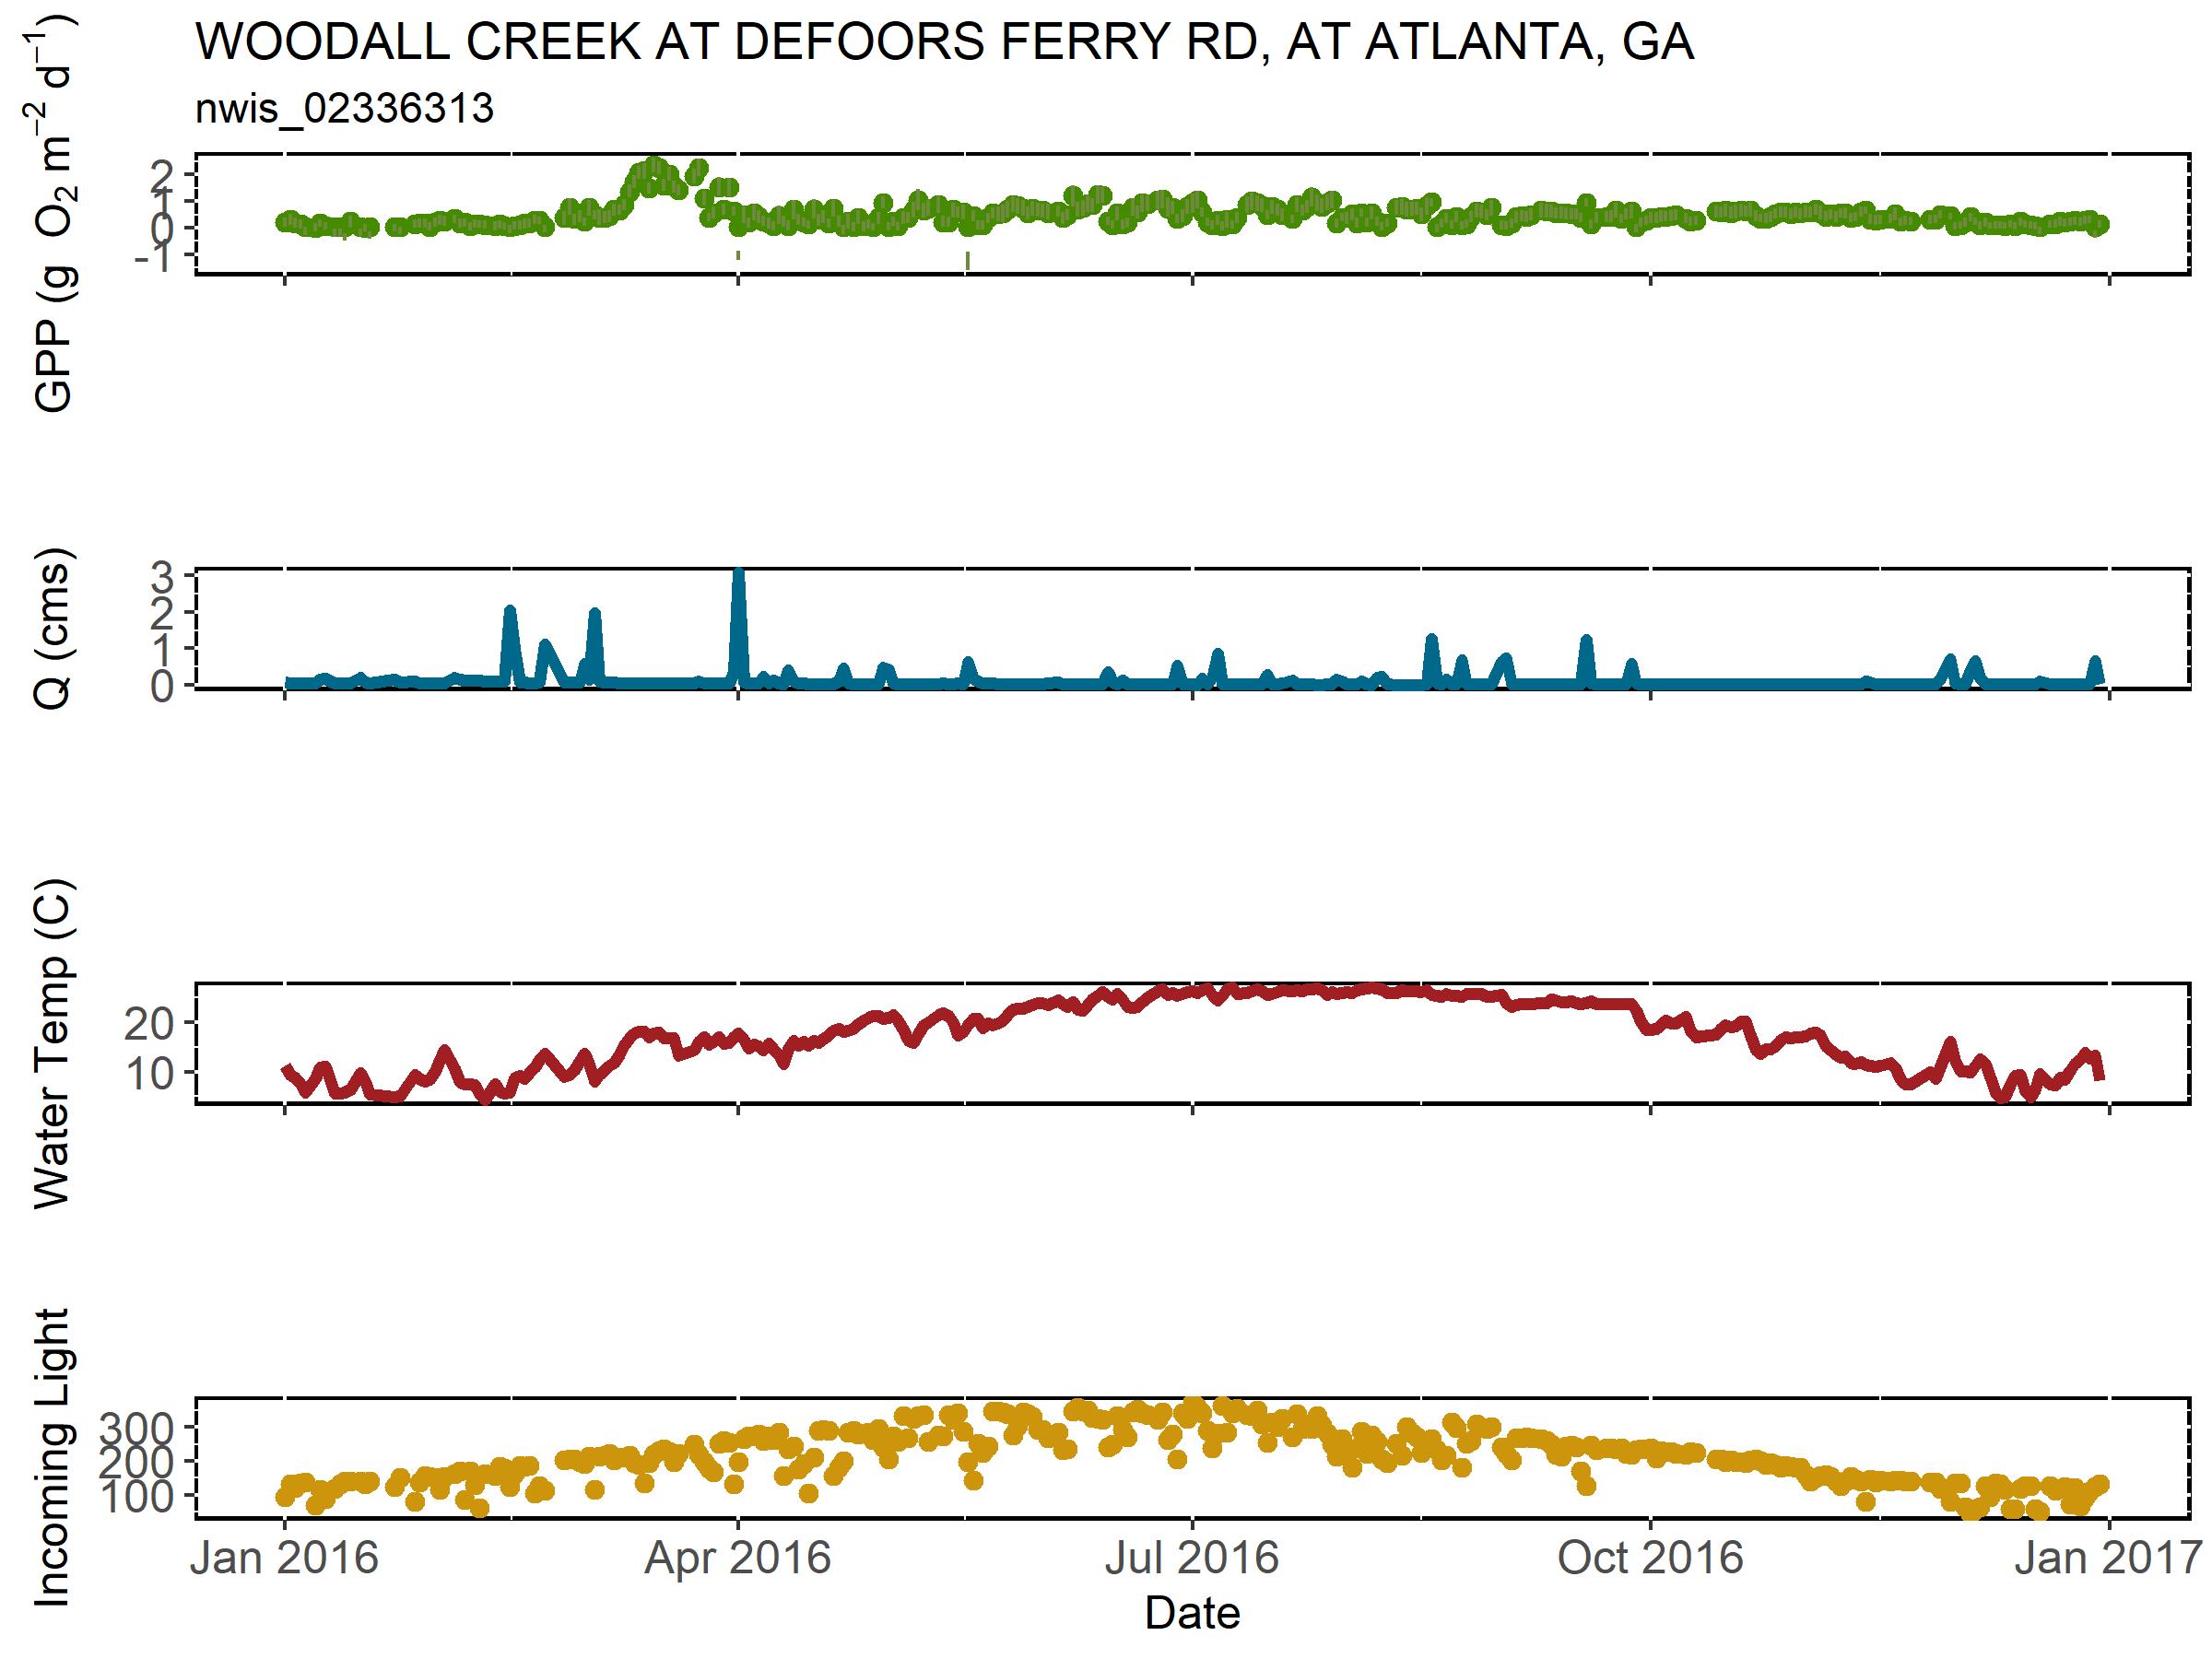 WOODALL CREEK AT DEFOORS FERRY RD, AT ATLANTA, GA
nwis_02336313
GPP (g O₂ m⁻² d⁻¹)
2
1
0
-1
Q (cms)
3
2
1
0
Water Temp (C)
20
10
Incoming Light
300
200
100
Jan 2016 Apr 2016 Jul 2016 Oct 2016 Jan 2017
Date